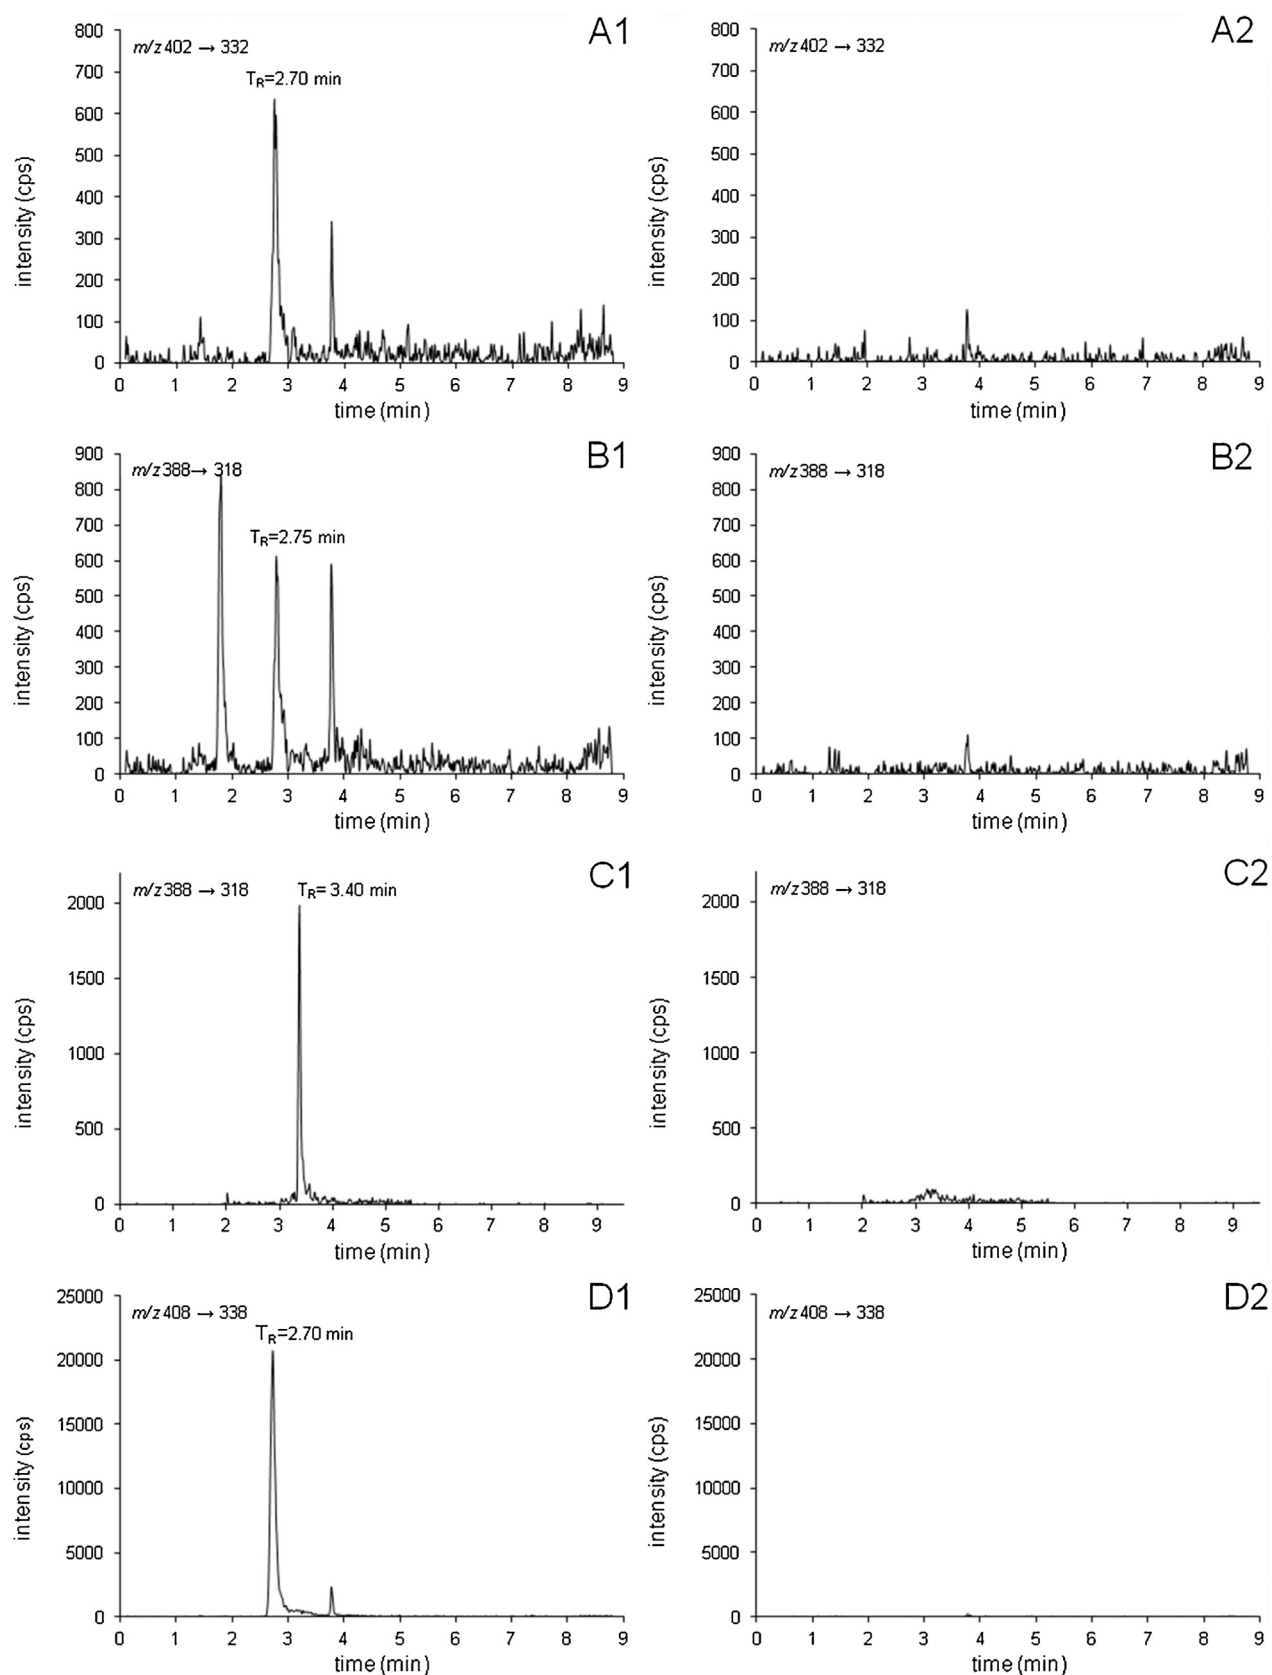 A1
m/z 402 → 332
TR=2.70 min
800
700
600
500
400
300
200
100
0
intensity (cps)
0 1 2 3 4 5 6 7 8 9
time (min)
A2
m/z 402 → 332
800
700
600
500
400
300
200
100
0
intensity (cps)
0 1 2 3 4 5 6 7 8 9
time (min)
B1
m/z 388→ 318
TR=2.75 min
900
800
700
600
500
400
300
200
100
0
intensity (cps)
0 1 2 3 4 5 6 7 8 9
time (min)
B2
m/z 388 → 318
900
800
700
600
500
400
300
200
100
0
intensity (cps)
0 1 2 3 4 5 6 7 8 9
time (min)
C1
m/z 388 → 318
TR= 3.40 min
2000
1500
1000
500
0
intensity (cps)
0 1 2 3 4 5 6 7 8 9
time (min)
C2
m/z 388 → 318
2000
1500
1000
500
0
intensity (cps)
0 1 2 3 4 5 6 7 8 9
time (min)
D1
m/z 408 → 338
TR=2.70 min
25000
20000
15000
10000
5000
0
intensity (cps)
0 1 2 3 4 5 6 7 8 9
time (min)
D2
m/z 408 → 338
25000
20000
15000
10000
5000
0
intensity (cps)
0 1 2 3 4 5 6 7 8 9
time (min)